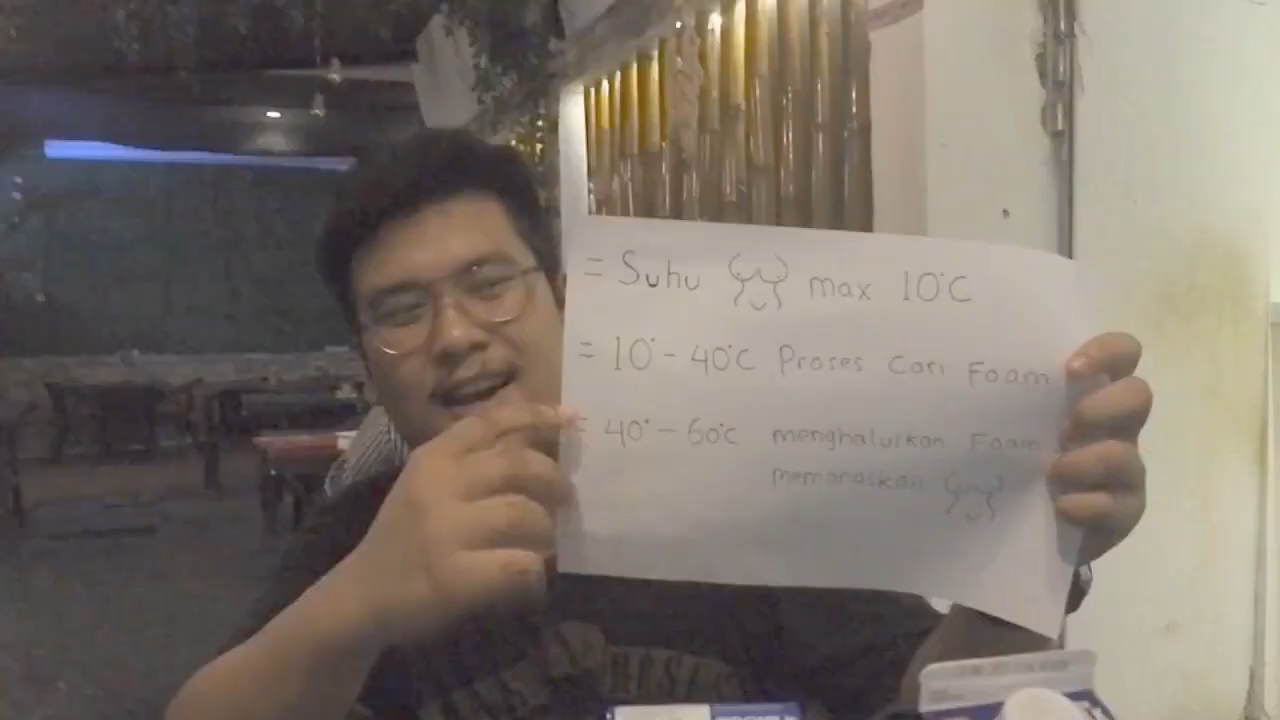 = Suhu max 10°C
= 10° - 40°C Proses Cari Foam
= 40° - 60°C menghaluskan Foam
memanaskan